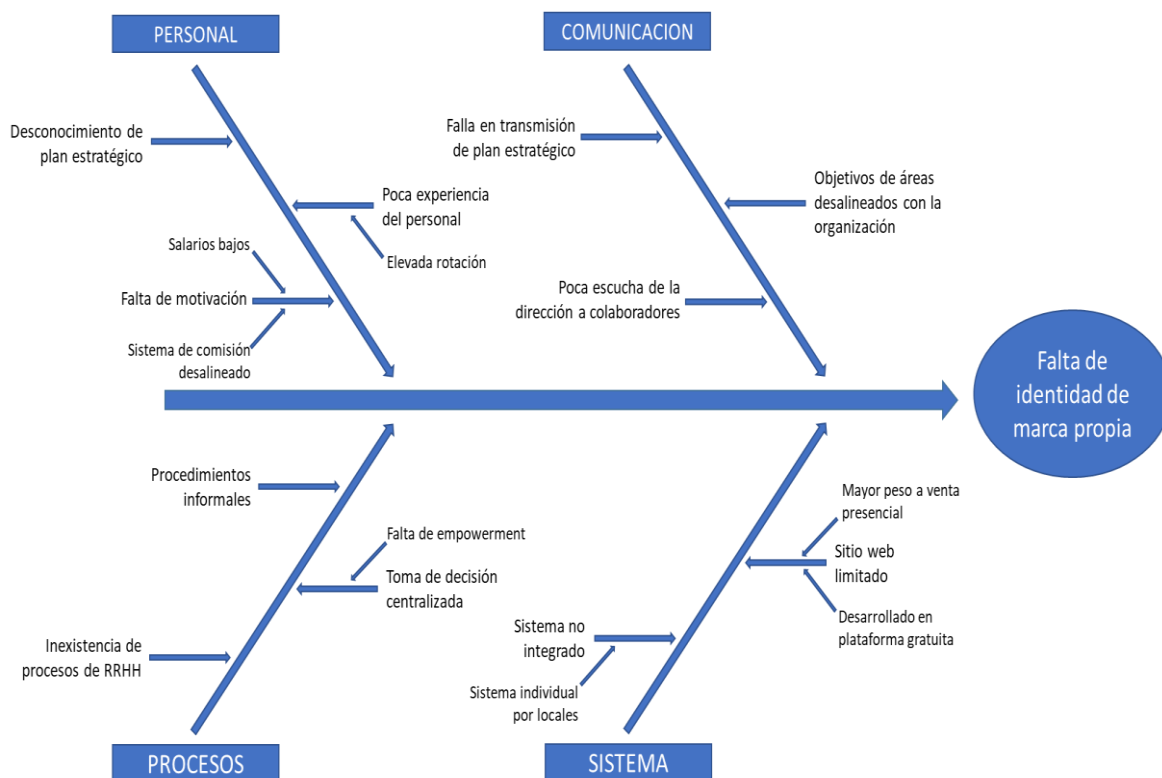 PERSONAL
COMUNICACION
Desconocimiento de
plan estratégico
Poca experiencia
del personal
Elevada rotación
Salarios bajos
Falta de motivación
Sistema de comisión
desalineado
Falla en transmisión
de plan estratégico
Objetivos de áreas
desalineados con la
organización
Poca escucha de la
dirección a colaboradores
Falta de
identidad de
marca propia
Procedimientos
informales
Falta de empowerment
Toma de decisión
centralizada
Inexistencia de
procesos de RRHH
Mayor peso a venta
presencial
Sitio web
limitado
Desarrollado en
plataforma gratuita
Sistema no
integrado
Sistema individual
por locales
PROCESOS
SISTEMA